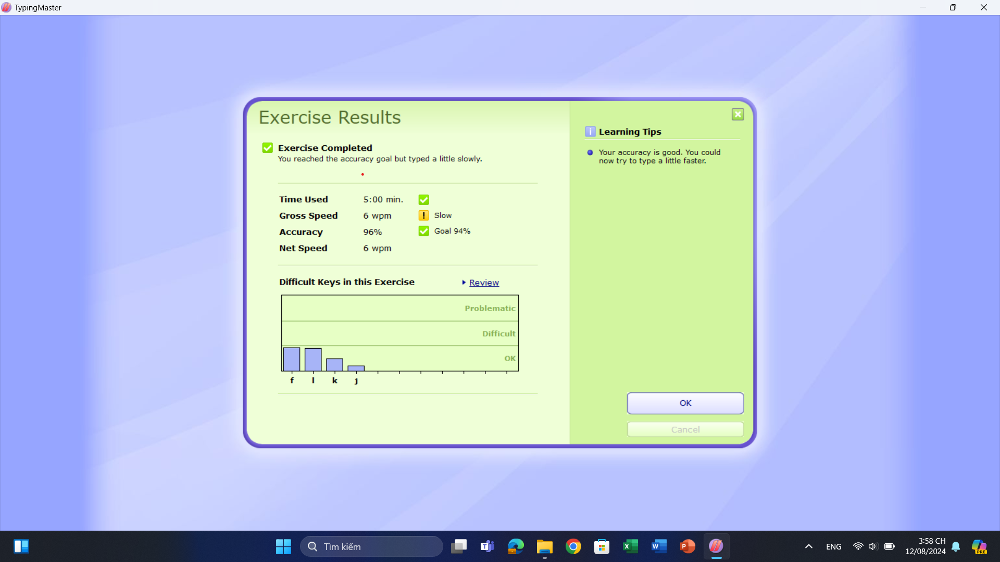 TypingMaster
Exercise Results
Exercise Completed
You reached the accuracy goal but typed a little slowly.
Time Used 5:00 min.
Gross Speed 6 wpm ! Slow
Accuracy 96% Goal 94%
Net Speed 6 wpm
Difficult Keys in this Exercise Review
Problematic
Difficult
OK
f l k j
i Learning Tips
Your accuracy is good. You could
now try to type a little faster.
OK
Cancel
Tìm kiếm
ENG
3:58 CH
12/08/2024
PRE